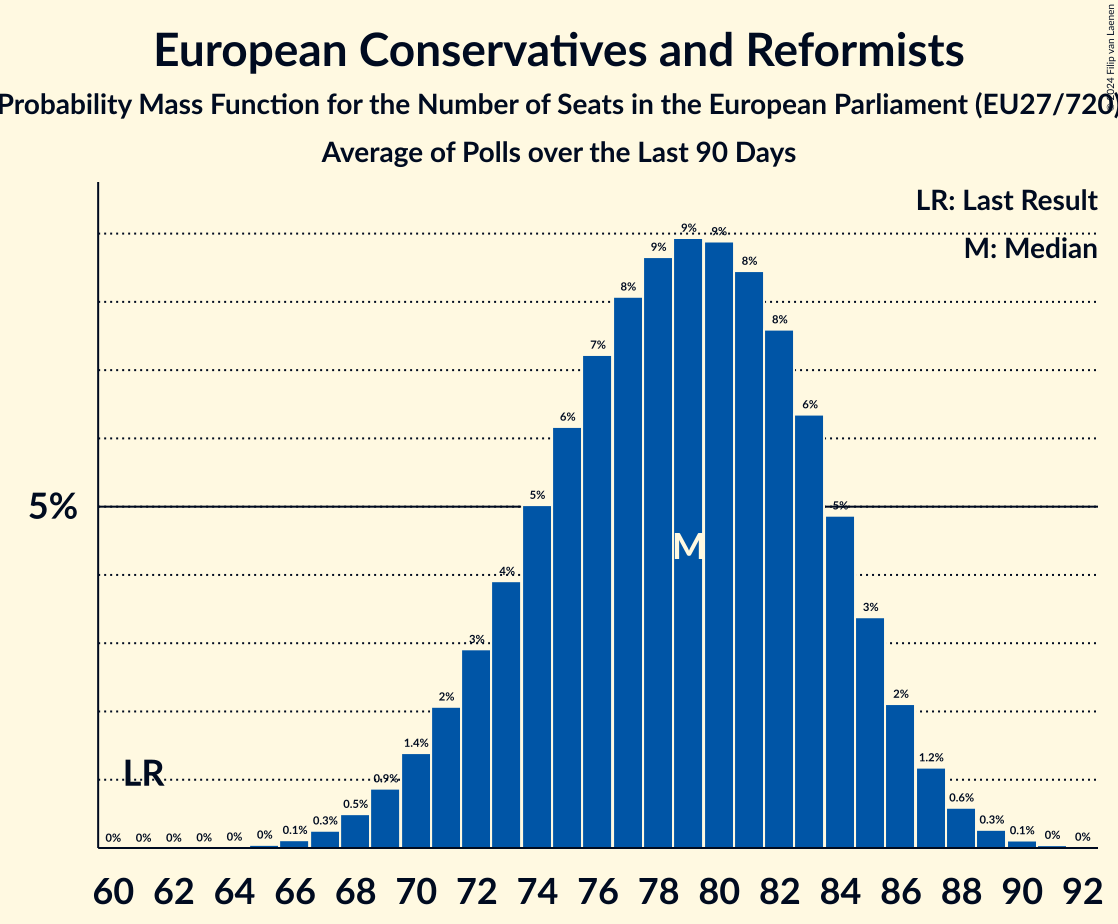 European Conservatives and Reformists
Probability Mass Function for the Number of Seats in the European Parliament (EU27/720)
Average of Polls over the Last 90 Days
© 2024 Filip van Laenen
LR: Last Result
M: Median
9% 9%
9%
8%
8%
8%
7%
6%
6%
5%
5%
5%
M
4%
3%
3%
2%
2%
1.4%
1.2%
LR
0.9%
0.5%
0.6%
0.3%
0.3%
0% 0% 0% 0% 0% 0% 0.1%
0.1% 0% 0%
60 62 64 66 68 70 72 74 76 78 80 82 84 86 88 90 92